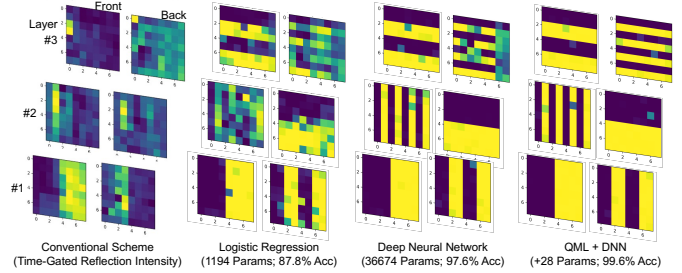 Front
Back
Layer
#3
#2
#1
Conventional Scheme
(Time-Gated Reflection Intensity)
Logistic Regression
(1194 Params; 87.8% Acc)
Deep Neural Network
(36674 Params; 97.6% Acc)
QML + DNN
(+28 Params; 99.6% Acc)